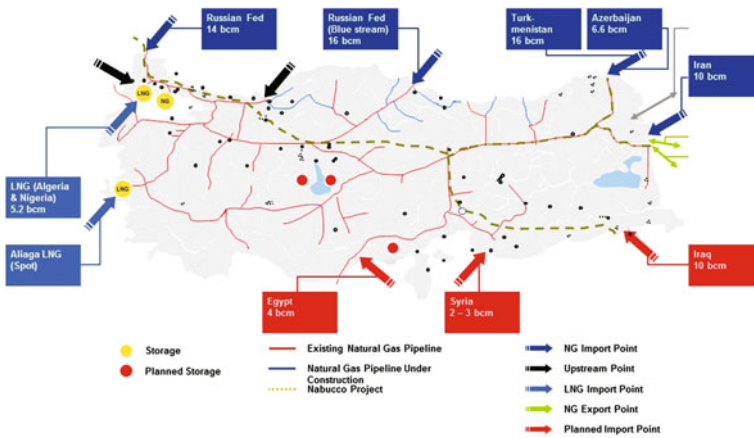 Russian Fed
14 bcm
Russian Fed
(Blue stream)
16 bcm
Turk-
menistan
16 bcm
Azerbaijan
6.6 bcm
Iran
10 bcm
LNG
NG
LNG
LNG (Algeria
& Nigeria)
5.2 bcm
Aliaga LNG
(Spot)
Egypt
4 bcm
Syria
2 – 3 bcm
Iraq
10 bcm
Storage
Planned Storage
Existing Natural Gas Pipeline
Natural Gas Pipeline Under
Construction
Nabucco Project
NG Import Point
Upstream Point
LNG Import Point
NG Export Point
Planned Import Point